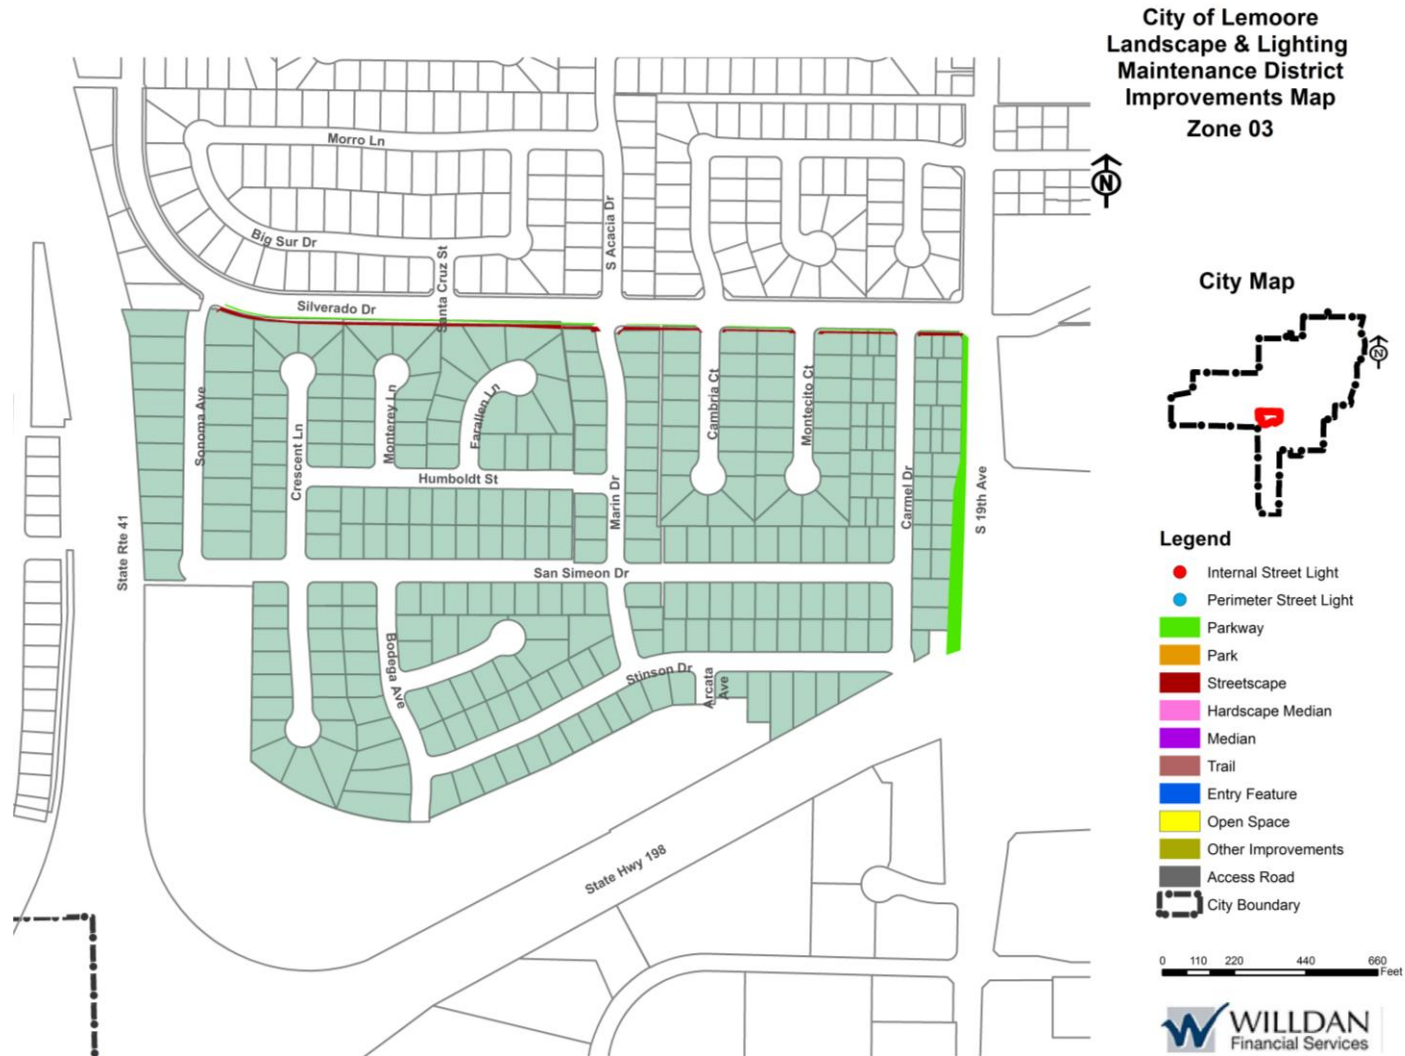 City of Lemoore
Landscape & Lighting
Maintenance District
Improvements Map
Zone 03
N
City Map
N
Morro Ln
Big Sur Dr
Santa Cruz St
S Acacia Dr
Silverado Dr
Sonoma Ave
Crescent Ln
Monterey Ln
Farallen Ln
Humboldt St
Marin Dr
Cambria Ct
Montecito Ct
Carmel Dr
S 19th Ave
State Rte 41
San Simeon Dr
Bodega Ave
Stinson Dr
Arcata
Ave
State Hwy 198
Legend
Internal Street Light
Perimeter Street Light
Parkway
Park
Streetscape
Hardscape Median
Median
Trail
Entry Feature
Open Space
Other Improvements
Access Road
City Boundary
0 110 220 440 660
Feet
WILLDAN
Financial Services